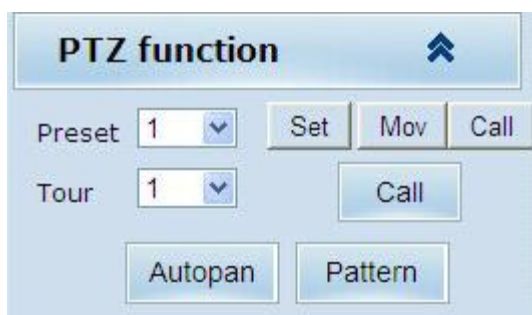 PTZ function
Preset 1 Set Mov Call
Tour 1 Call
Autopan Pattern